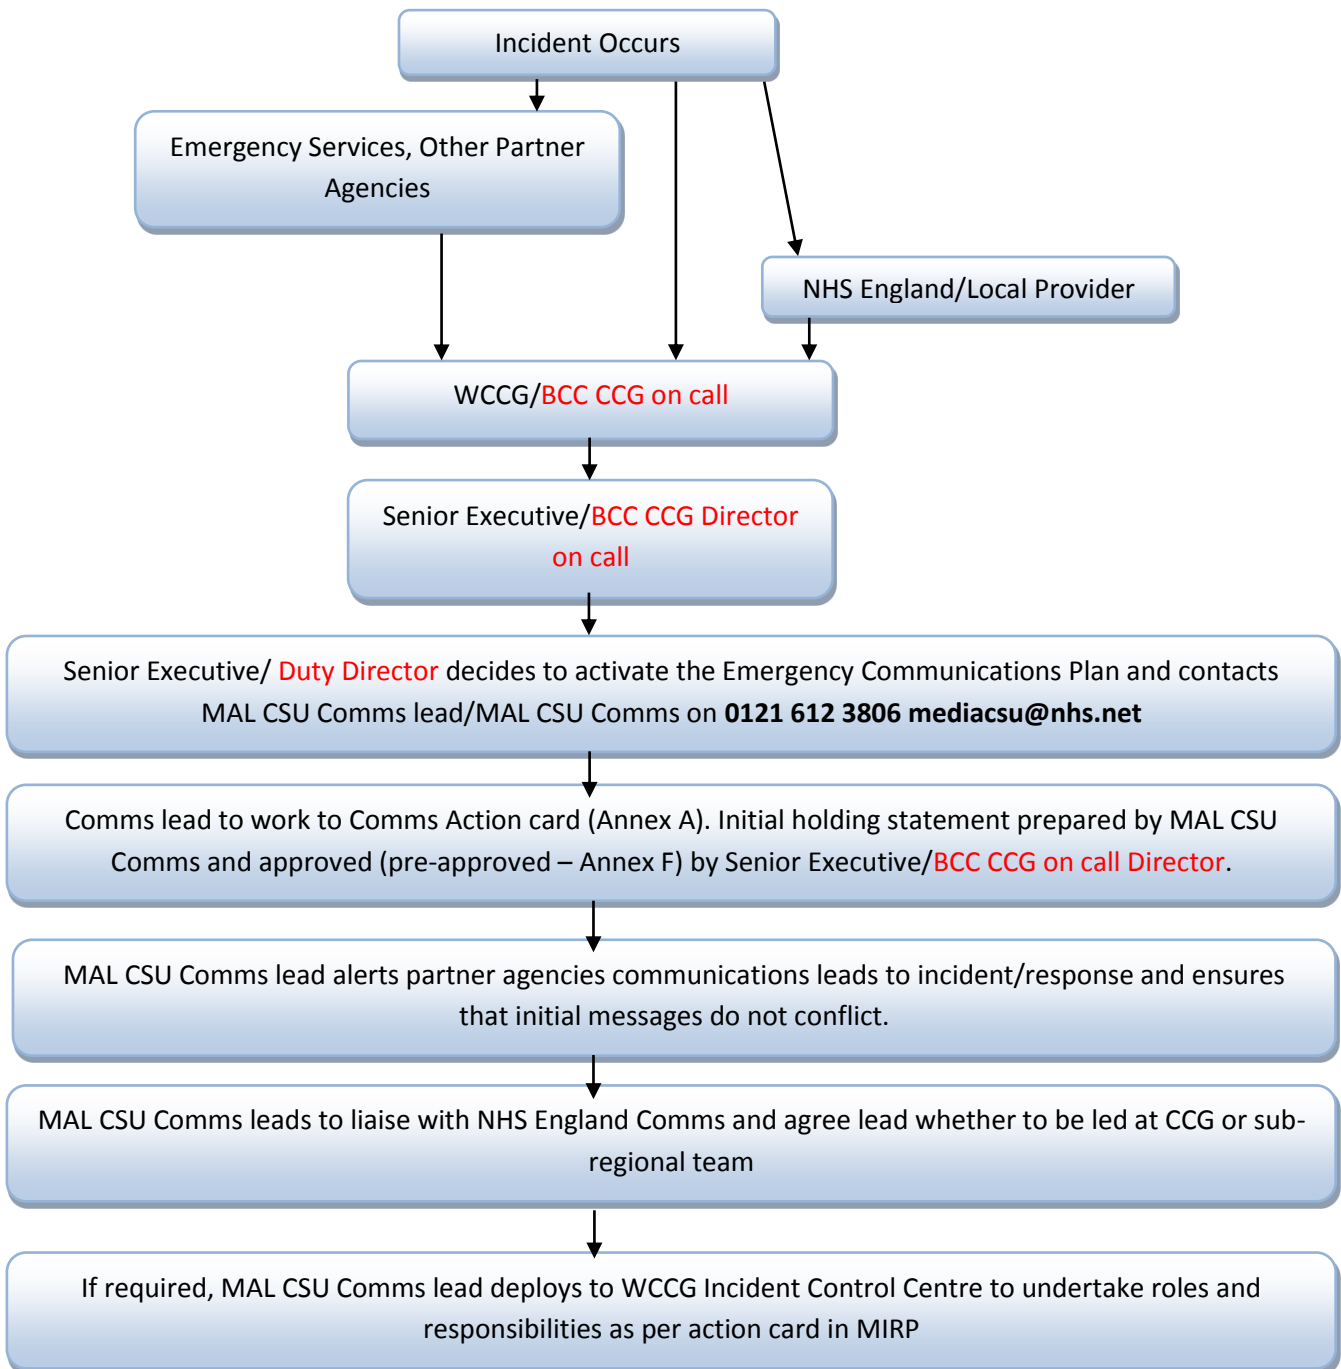 Incident Occurs
Emergency Services, Other Partner
Agencies
NHS England/Local Provider
WCCG/BCC CCG on call
Senior Executive/BCC CCG Director
on call
Senior Executive/ Duty Director decides to activate the Emergency Communications Plan and contacts
MAL CSU Comms lead/MAL CSU Comms on 0121 612 3806 mediacsu@nhs.net
Comms lead to work to Comms Action card (Annex A). Initial holding statement prepared by MAL CSU
Comms and approved (pre-approved – Annex F) by Senior Executive/BCC CCG on call Director.
MAL CSU Comms lead alerts partner agencies communications leads to incident/response and ensures
that initial messages do not conflict.
MAL CSU Comms leads to liaise with NHS England Comms and agree lead whether to be led at CCG or sub-
regional team
If required, MAL CSU Comms lead deploys to WCCG Incident Control Centre to undertake roles and
responsibilities as per action card in MIRP